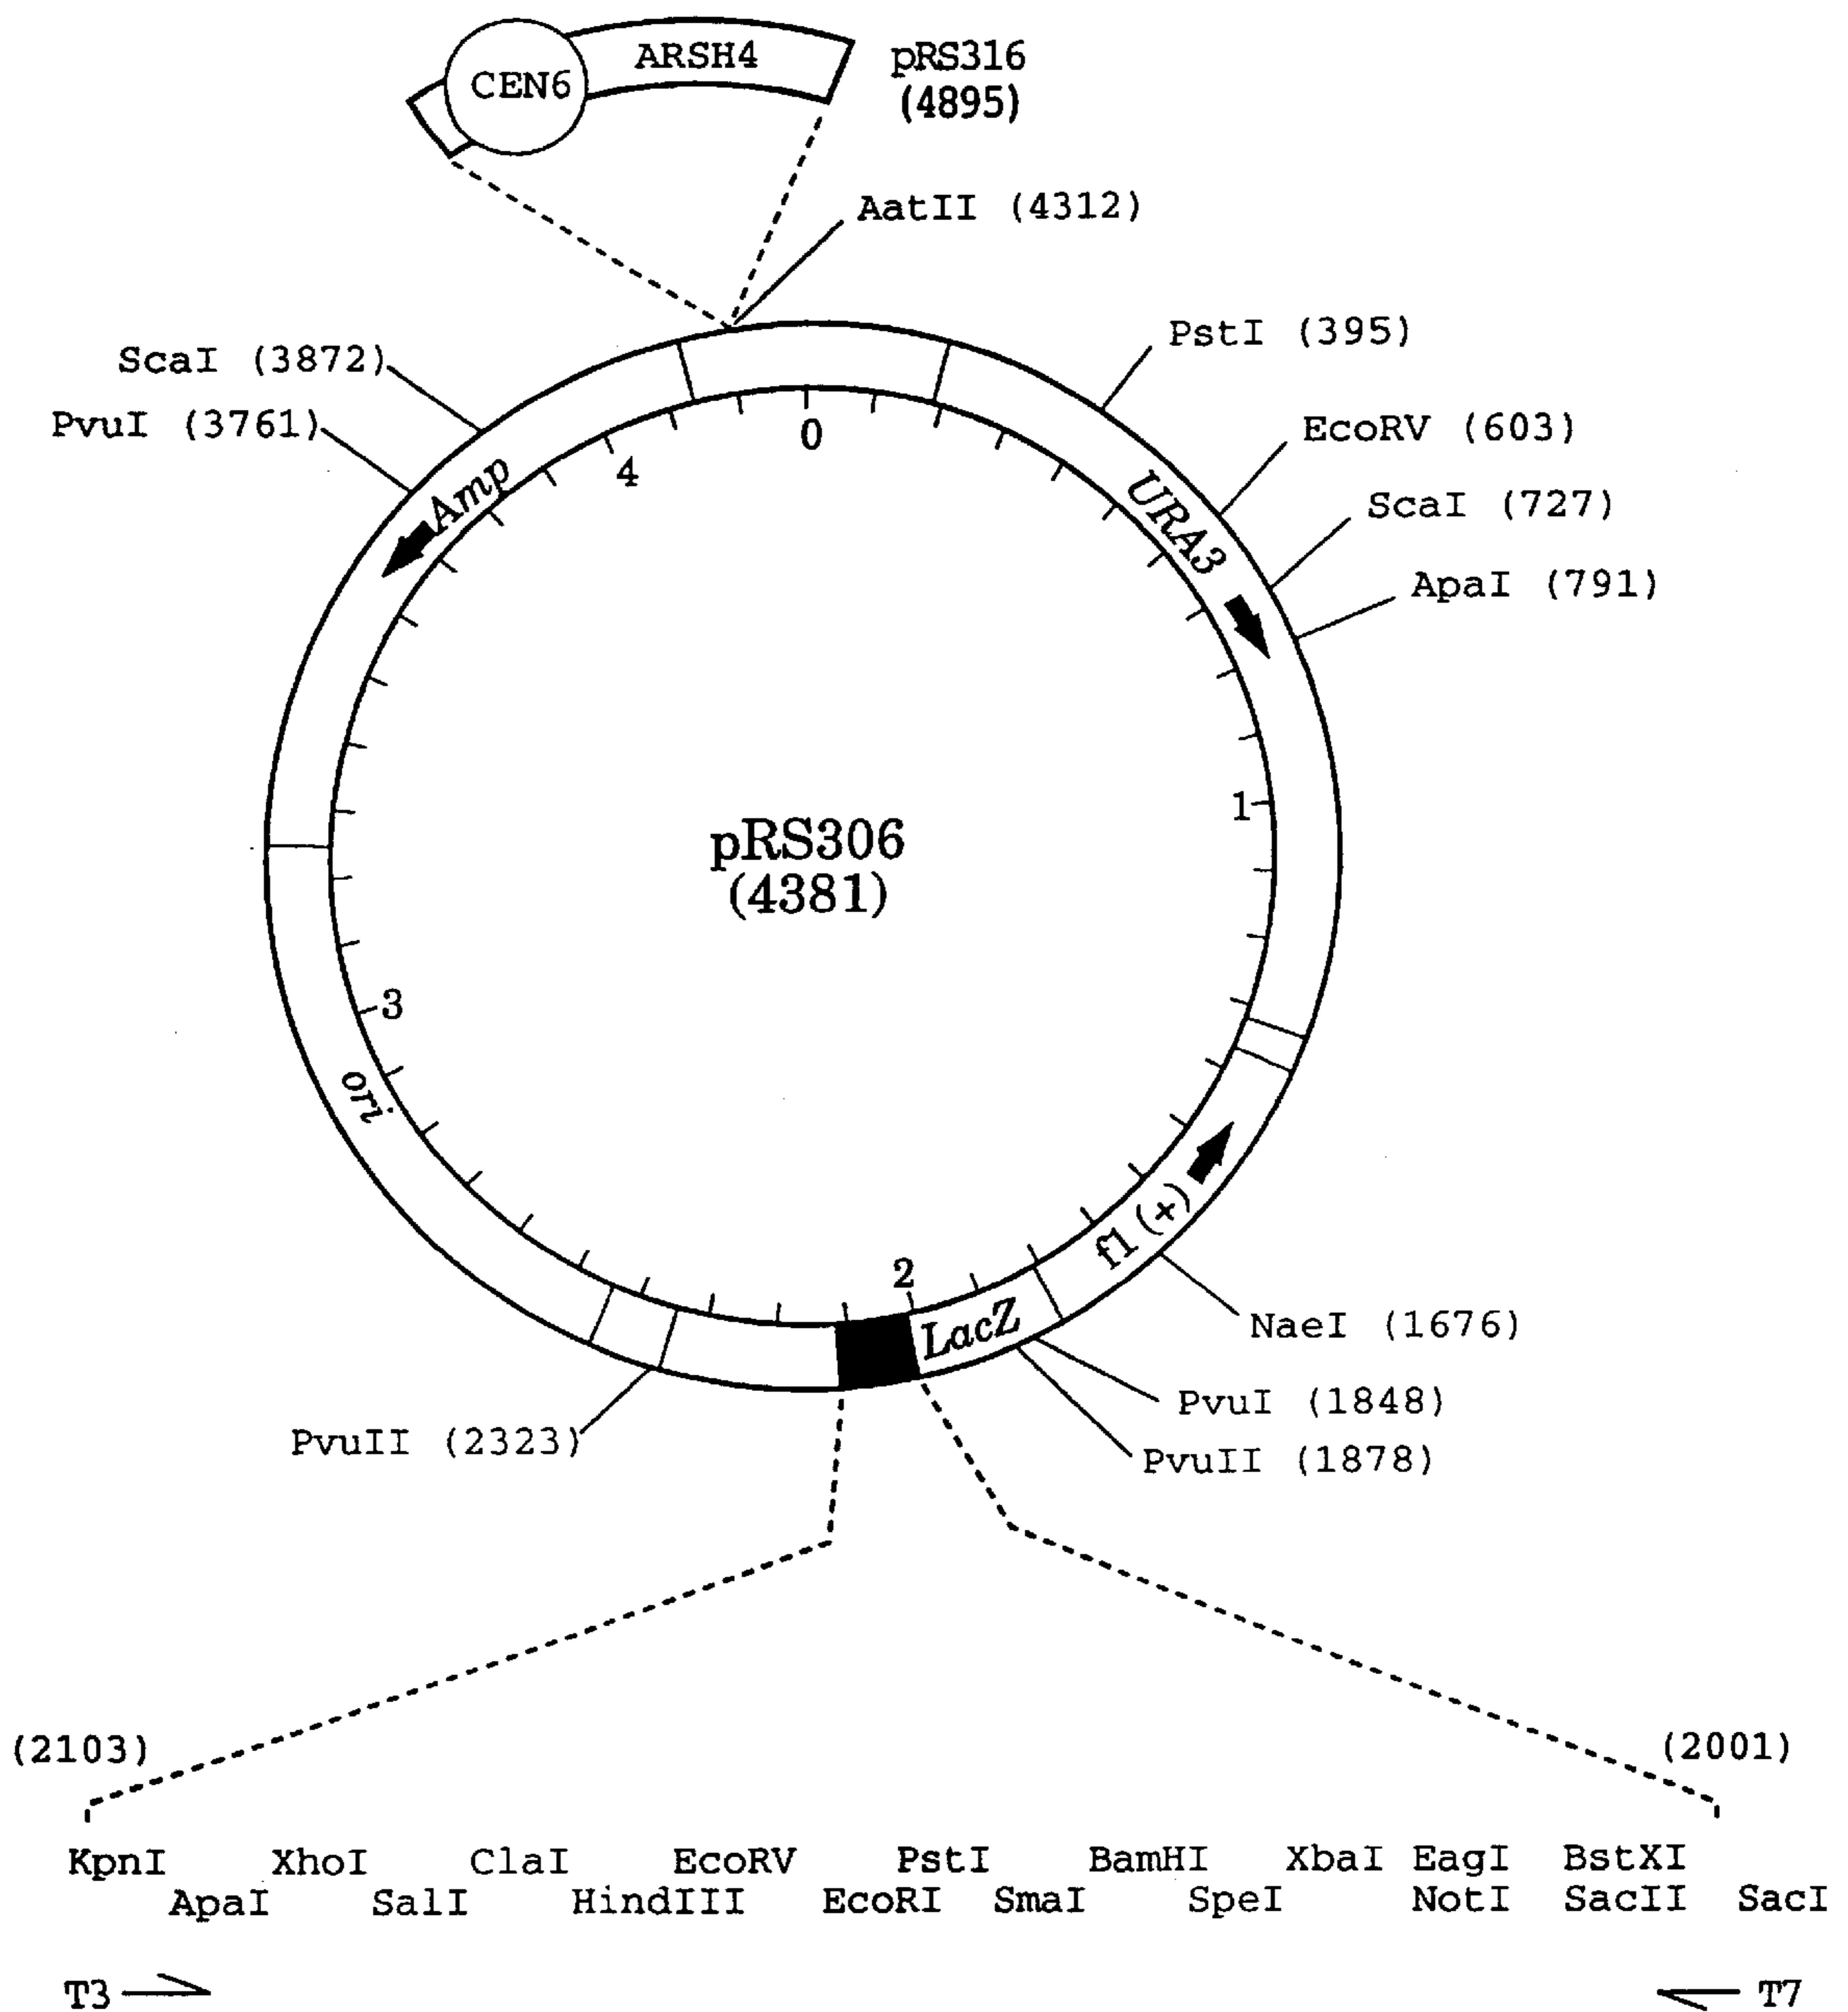 CEN6
ARSH4
pRS316
(4895)
AatII (4312)
ScaI (3872)
PvuI (3761)
PstI (395)
EcoRV (603)
ScaI (727)
ApaI (791)
Amp
URA3
0
4
1
pRS306
(4381)
3
ori
2
LacZ
f1 (+)
NaeI (1676)
PvuI (1848)
PvuII (1878)
PvuII (2323)
(2103)
(2001)
KpnI XhoI ClaI EcoRV PstI BamHI XbaI EagI BstXI
ApaI SalI HindIII EcoRI SmaI SpeI NotI SacII SacI
T3
T7